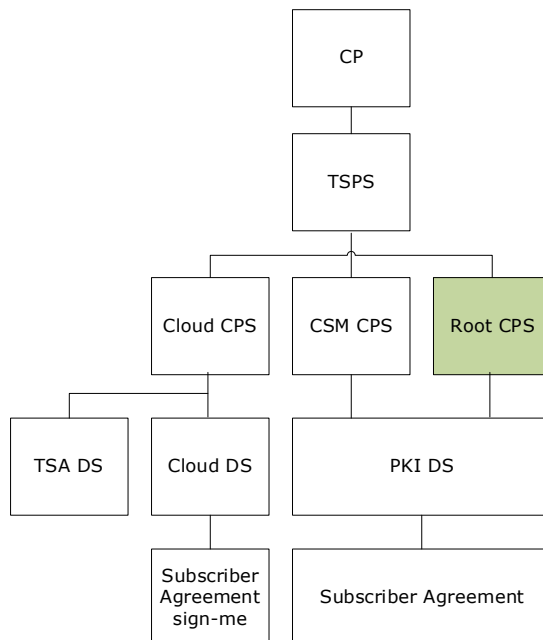 CP
TSPS
Cloud CPS
CSM CPS
Root CPS
TSA DS
Cloud DS
PKI DS
Subscriber
Agreement
sign-me
Subscriber Agreement